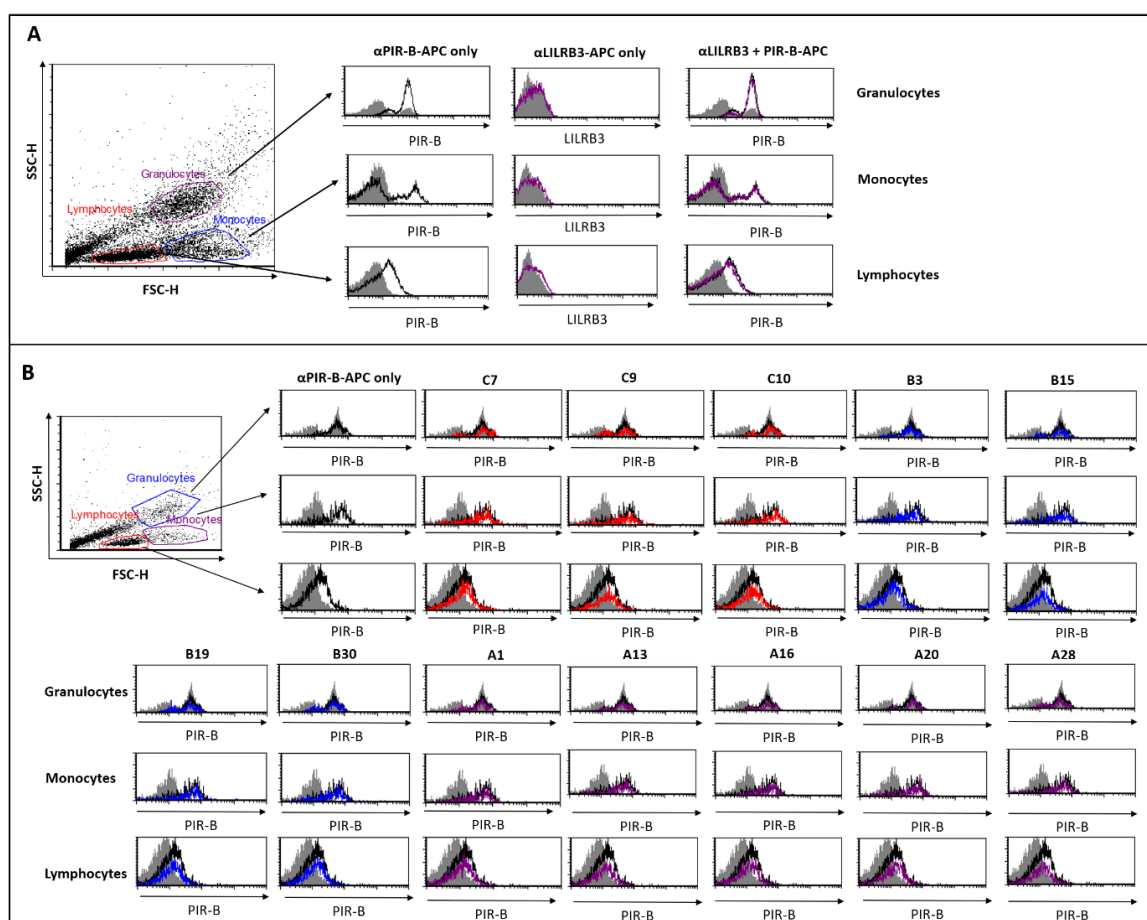 A
αPIR-B-APC only αLILRB3-APC only αLILRB3 + PIR-B-APC
SSC-H
Granulocytes
Lymphocytes
Monocytes
FSC-H
Granulocytes
PIR-B LILRB3 PIR-B
Monocytes
PIR-B LILRB3 PIR-B
Lymphocytes
PIR-B LILRB3 PIR-B
B
αPIR-B-APC only C7 C9 C10 B3 B15
SSC-H
Granulocytes
Lymphocytes
Monocytes
FSC-H
PIR-B PIR-B PIR-B PIR-B PIR-B PIR-B
PIR-B PIR-B PIR-B PIR-B PIR-B PIR-B
PIR-B PIR-B PIR-B PIR-B PIR-B PIR-B
B19 B30 A1 A13 A16 A20 A28
Granulocytes
PIR-B PIR-B PIR-B PIR-B PIR-B PIR-B PIR-B
Monocytes
PIR-B PIR-B PIR-B PIR-B PIR-B PIR-B PIR-B
Lymphocytes
PIR-B PIR-B PIR-B PIR-B PIR-B PIR-B PIR-B